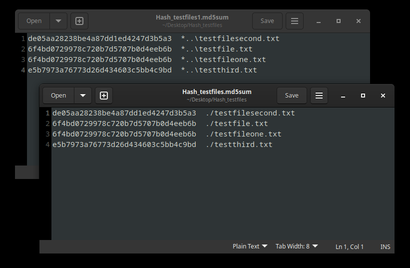 Open
Hash_testfiles1.md5sum
~/Desktop/Hash_testfiles
Save
1 de05aa28238be4a87dd1ed4247d3b5a3 *..\testfilesecond.txt
2 6f4bd0729978c720b7d5707b0d4eeb6b *..\testfile.txt
3 6f4bd0729978c720b7d5707b0d4eeb6b *..\testfileone.txt
4 e5b7973a76773d26d434603c5bb4c9bd *..\testthird.txt
Open
Hash_testfiles.md5sum
~/Desktop/Hash_testfiles
Save
1 de05aa28238be4a87dd1ed4247d3b5a3 ./testfilesecond.txt
2 6f4bd0729978c720b7d5707b0d4eeb6b ./testfile.txt
3 6f4bd0729978c720b7d5707b0d4eeb6b ./testfileone.txt
4 e5b7973a76773d26d434603c5bb4c9bd ./testthird.txt
Plain Text Tab Width: 8 Ln 1, Col 1 INS